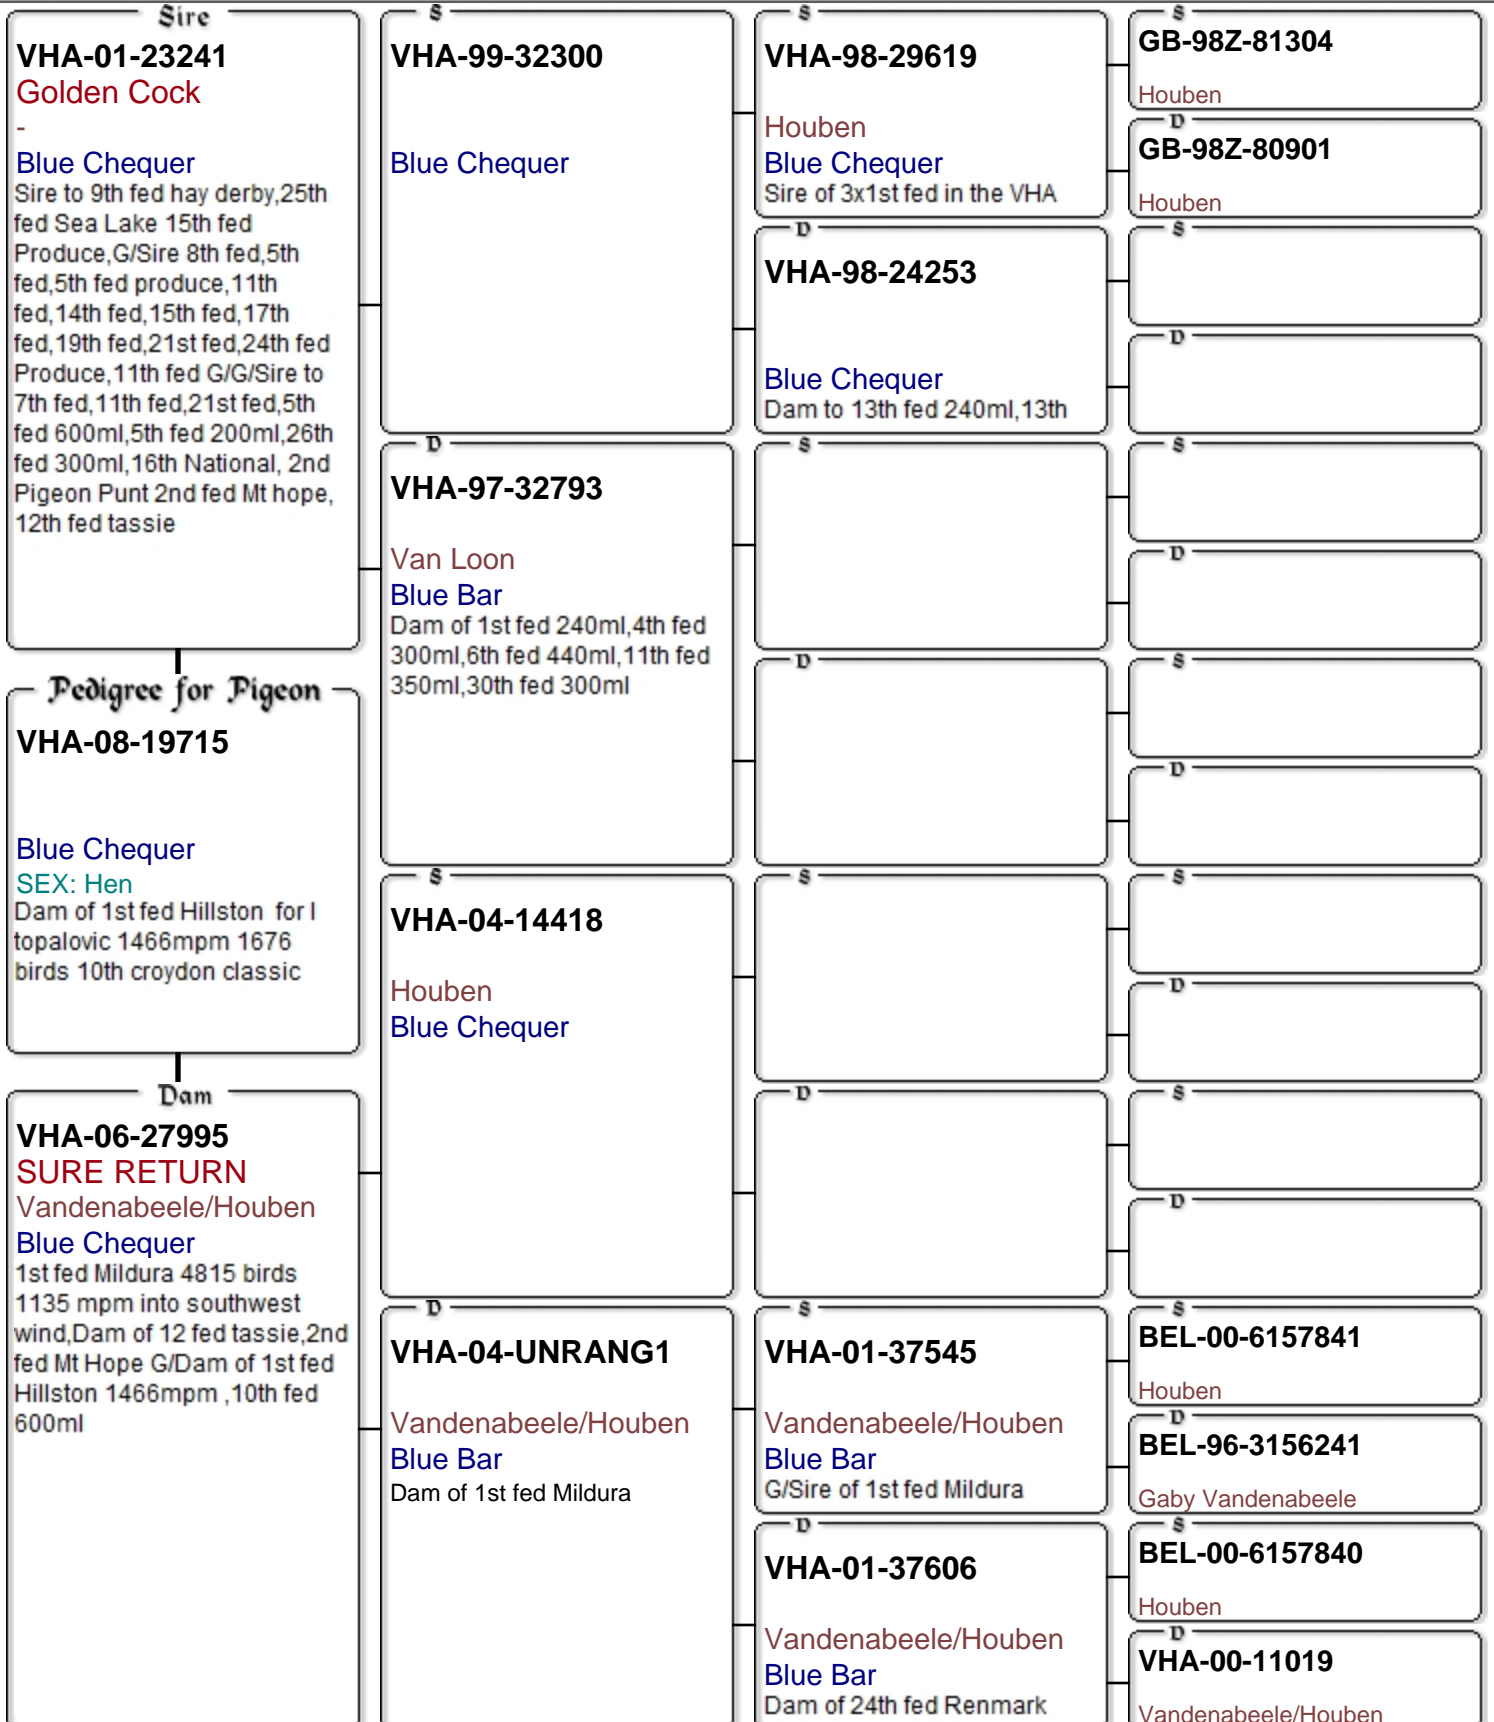 Sire
VHA-01-23241
Golden Cock
-
Blue Chequer
Sire to 9th fed hay derby,25th
fed Sea Lake 15th fed
Produce,G/Sire 8th fed,5th
fed,5th fed produce,11th
fed,14th fed,15th fed,17th
fed,19th fed,21st fed,24th fed
Produce,11th fed G/G/Sire to
7th fed,11th fed,21st fed,5th
fed 600ml,5th fed 200ml,26th
fed 300ml,16th National, 2nd
Pigeon Punt 2nd fed Mt hope,
12th fed tassie
Pedigree for Pigeon
VHA-08-19715
Blue Chequer
SEX: Hen
Dam of 1st fed Hillston for I
topalovic 1466mpm 1676
birds 10th croydon classic
Dam
VHA-06-27995
SURE RETURN
Vandenabeele/Houben
Blue Chequer
1st fed Mildura 4815 birds
1135 mpm into southwest
wind,Dam of 12 fed tassie,2nd
fed Mt Hope G/Dam of 1st fed
Hillston 1466mpm ,10th fed
600ml
S
VHA-99-32300
Blue Chequer
D
VHA-97-32793
Van Loon
Blue Bar
Dam of 1st fed 240ml,4th fed
300ml,6th fed 440ml,11th fed
350ml,30th fed 300ml
S
VHA-04-14418
Houben
Blue Chequer
D
VHA-04-UNRANG1
Vandenabeele/Houben
Blue Bar
Dam of 1st fed Mildura
S
VHA-98-29619
Houben
Blue Chequer
Sire of 3x1st fed in the VHA
D
VHA-98-24253
Blue Chequer
Dam to 13th fed 240ml,13th
S
D
S
D
S
VHA-01-37545
Vandenabeele/Houben
Blue Bar
G/Sire of 1st fed Mildura
D
VHA-01-37606
Vandenabeele/Houben
Blue Bar
Dam of 24th fed Renmark
S
GB-98Z-81304
Houben
D
GB-98Z-80901
Houben
S
D
S
D
S
D
S
D
S
D
S
BEL-00-6157841
Houben
D
BEL-96-3156241
Gaby Vandenabeele
S
BEL-00-6157840
Houben
D
VHA-00-11019
Vandenabeele/Houben